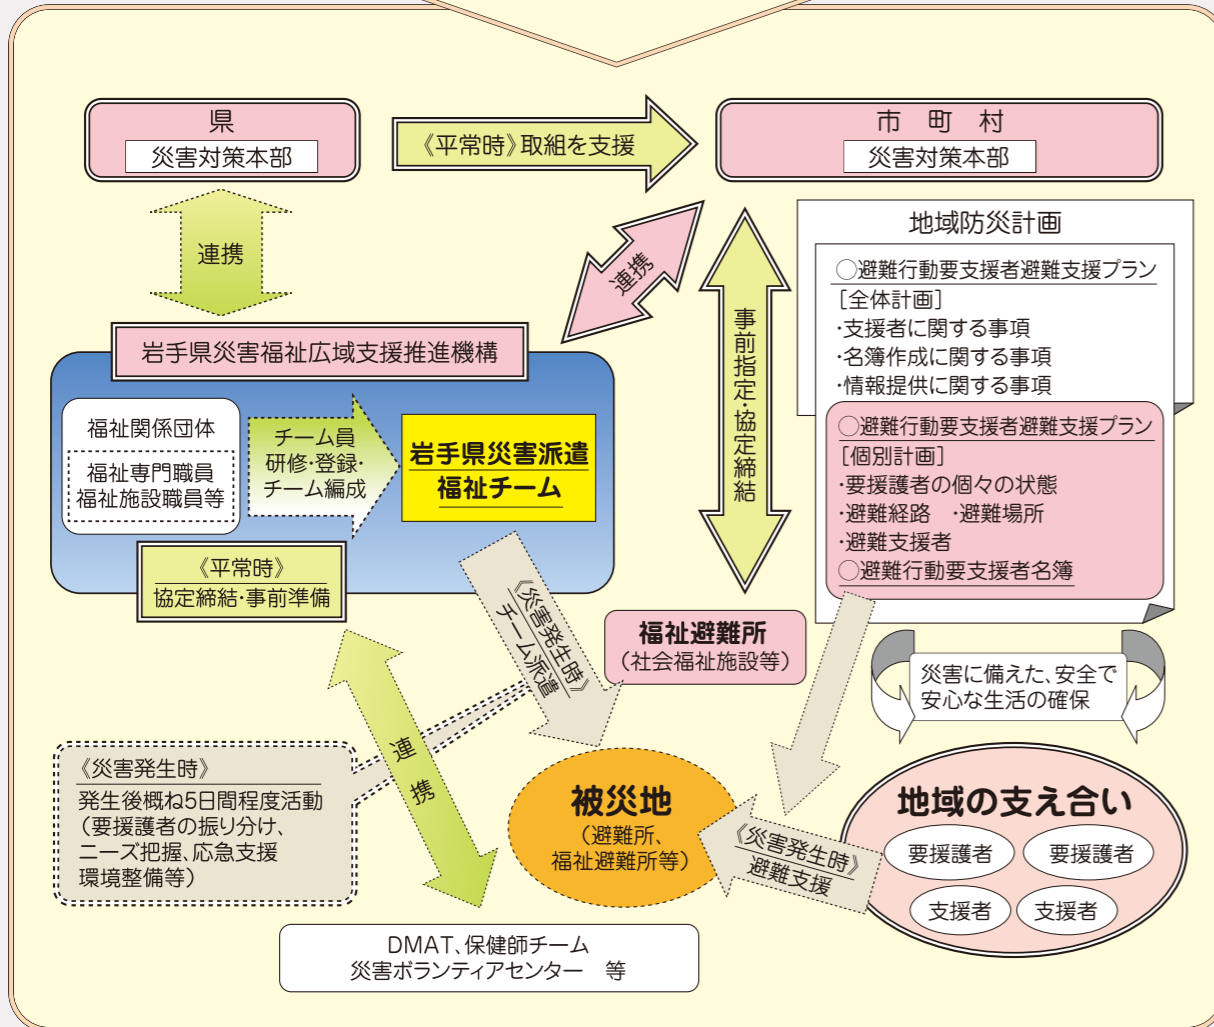 県
災害対策本部
《平常時》取組を支援
市 町 村
災害対策本部
連携
連携
事前指定・協定締結
地域防災計画
○避難行動要支援者避難支援プラン
[全体計画]
・支援者に関する事項
・名簿作成に関する事項
・情報提供に関する事項
○避難行動要支援者避難支援プラン
[個別計画]
・要援護者の個々の状態
・避難経路 ・避難場所
・避難支援者
○避難行動要支援者名簿
岩手県災害福祉広域支援推進機構
福祉関係団体
福祉専門職員
福祉施設職員等
チーム員
研修・登録・
チーム編成
岩手県災害派遣
福祉チーム
《平常時》
協定締結・事前準備
《災害発生時》
チーム派遣
福祉避難所
(社会福祉施設等)
災害に備えた、安全で
安心な生活の確保
連携
《災害発生時》
発生後概ね5日間程度活動
(要援護者の振り分け、
ニーズ把握、応急支援
環境整備等)
被災地
(避難所、
福祉避難所等)
《災害発生時》
避難支援
地域の支え合い
要援護者 要援護者
支援者 支援者
DMAT、保健師チーム
災害ボランティアセンター 等